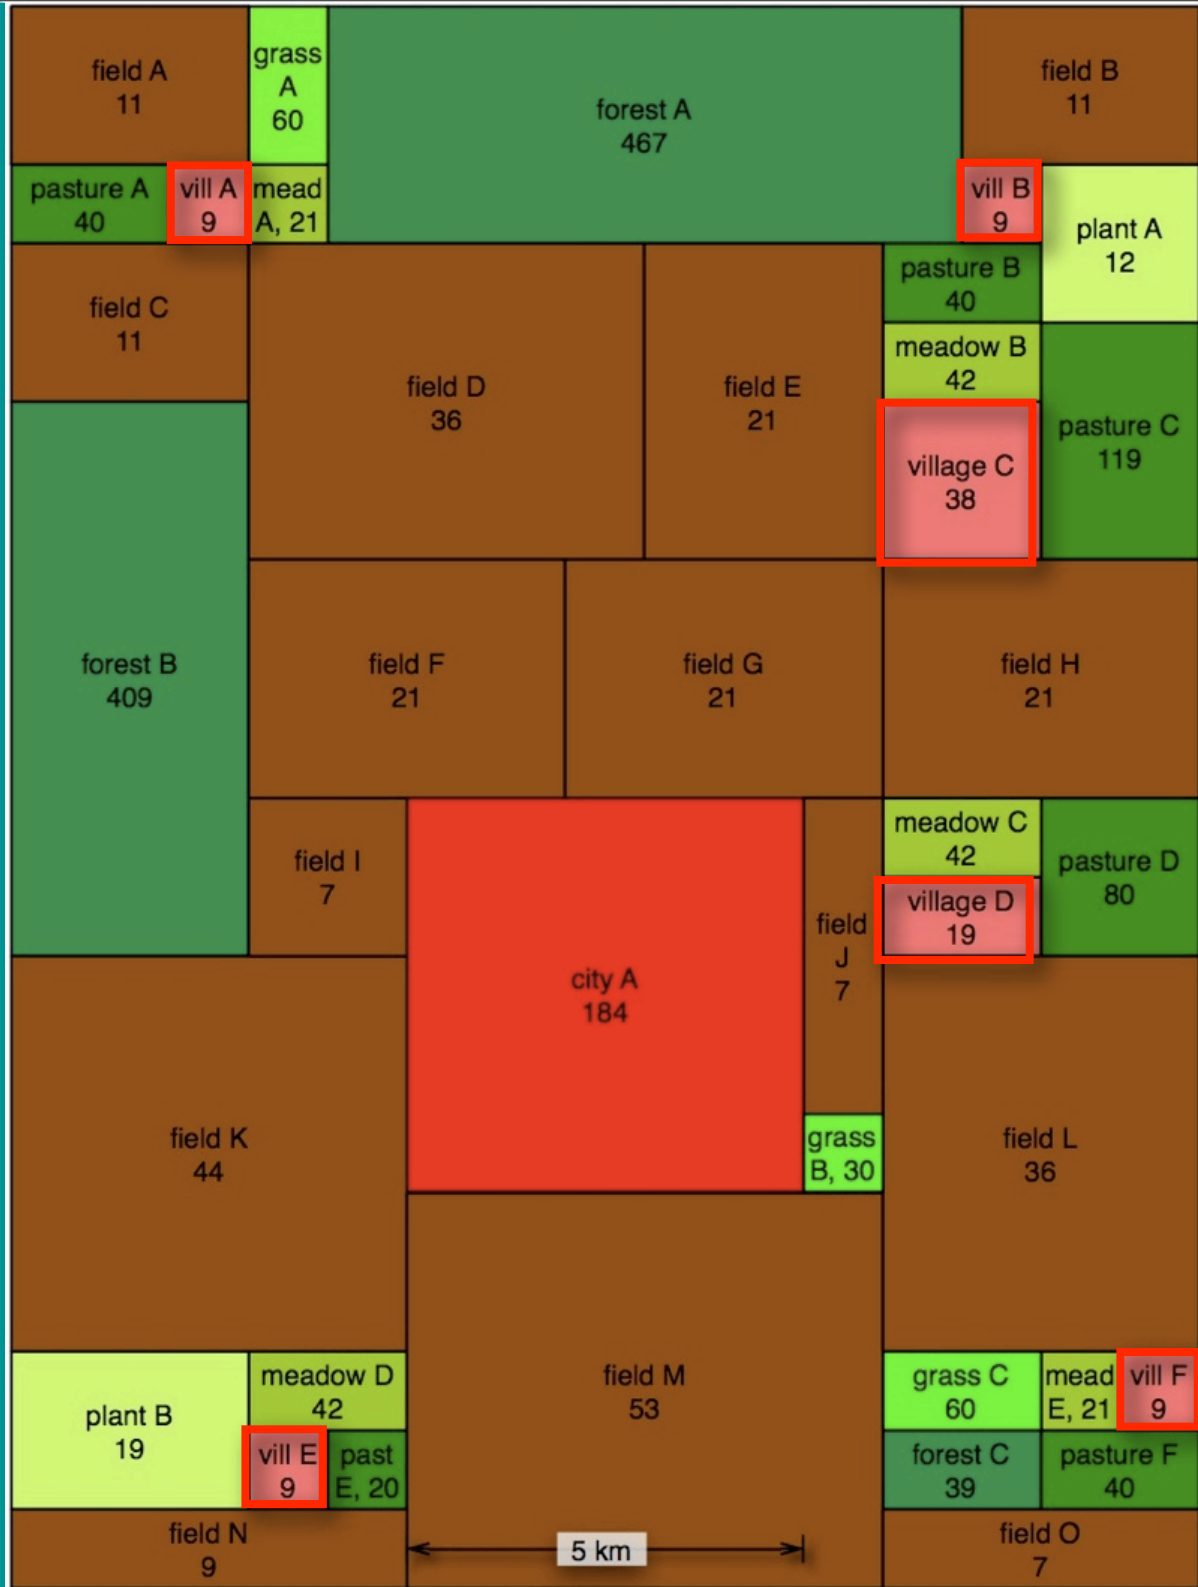 field A
11
grass
A
60
forest A
467
field B
11
pasture A
40
vill A
9
mead
A, 21
vill B
9
plant A
12
field C
11
field D
36
field E
21
pasture B
40
meadow B
42
pasture C
119
village C
38
forest B
409
field F
21
field G
21
field H
21
field I
7
city A
184
field
J
7
meadow C
42
pasture D
80
village D
19
field K
44
grass
B, 30
field L
36
plant B
19
meadow D
42
field M
53
grass C
60
mead
E, 21
vill F
9
vill E
9
past
E, 20
forest C
39
pasture F
40
field N
9
5 km
field O
7